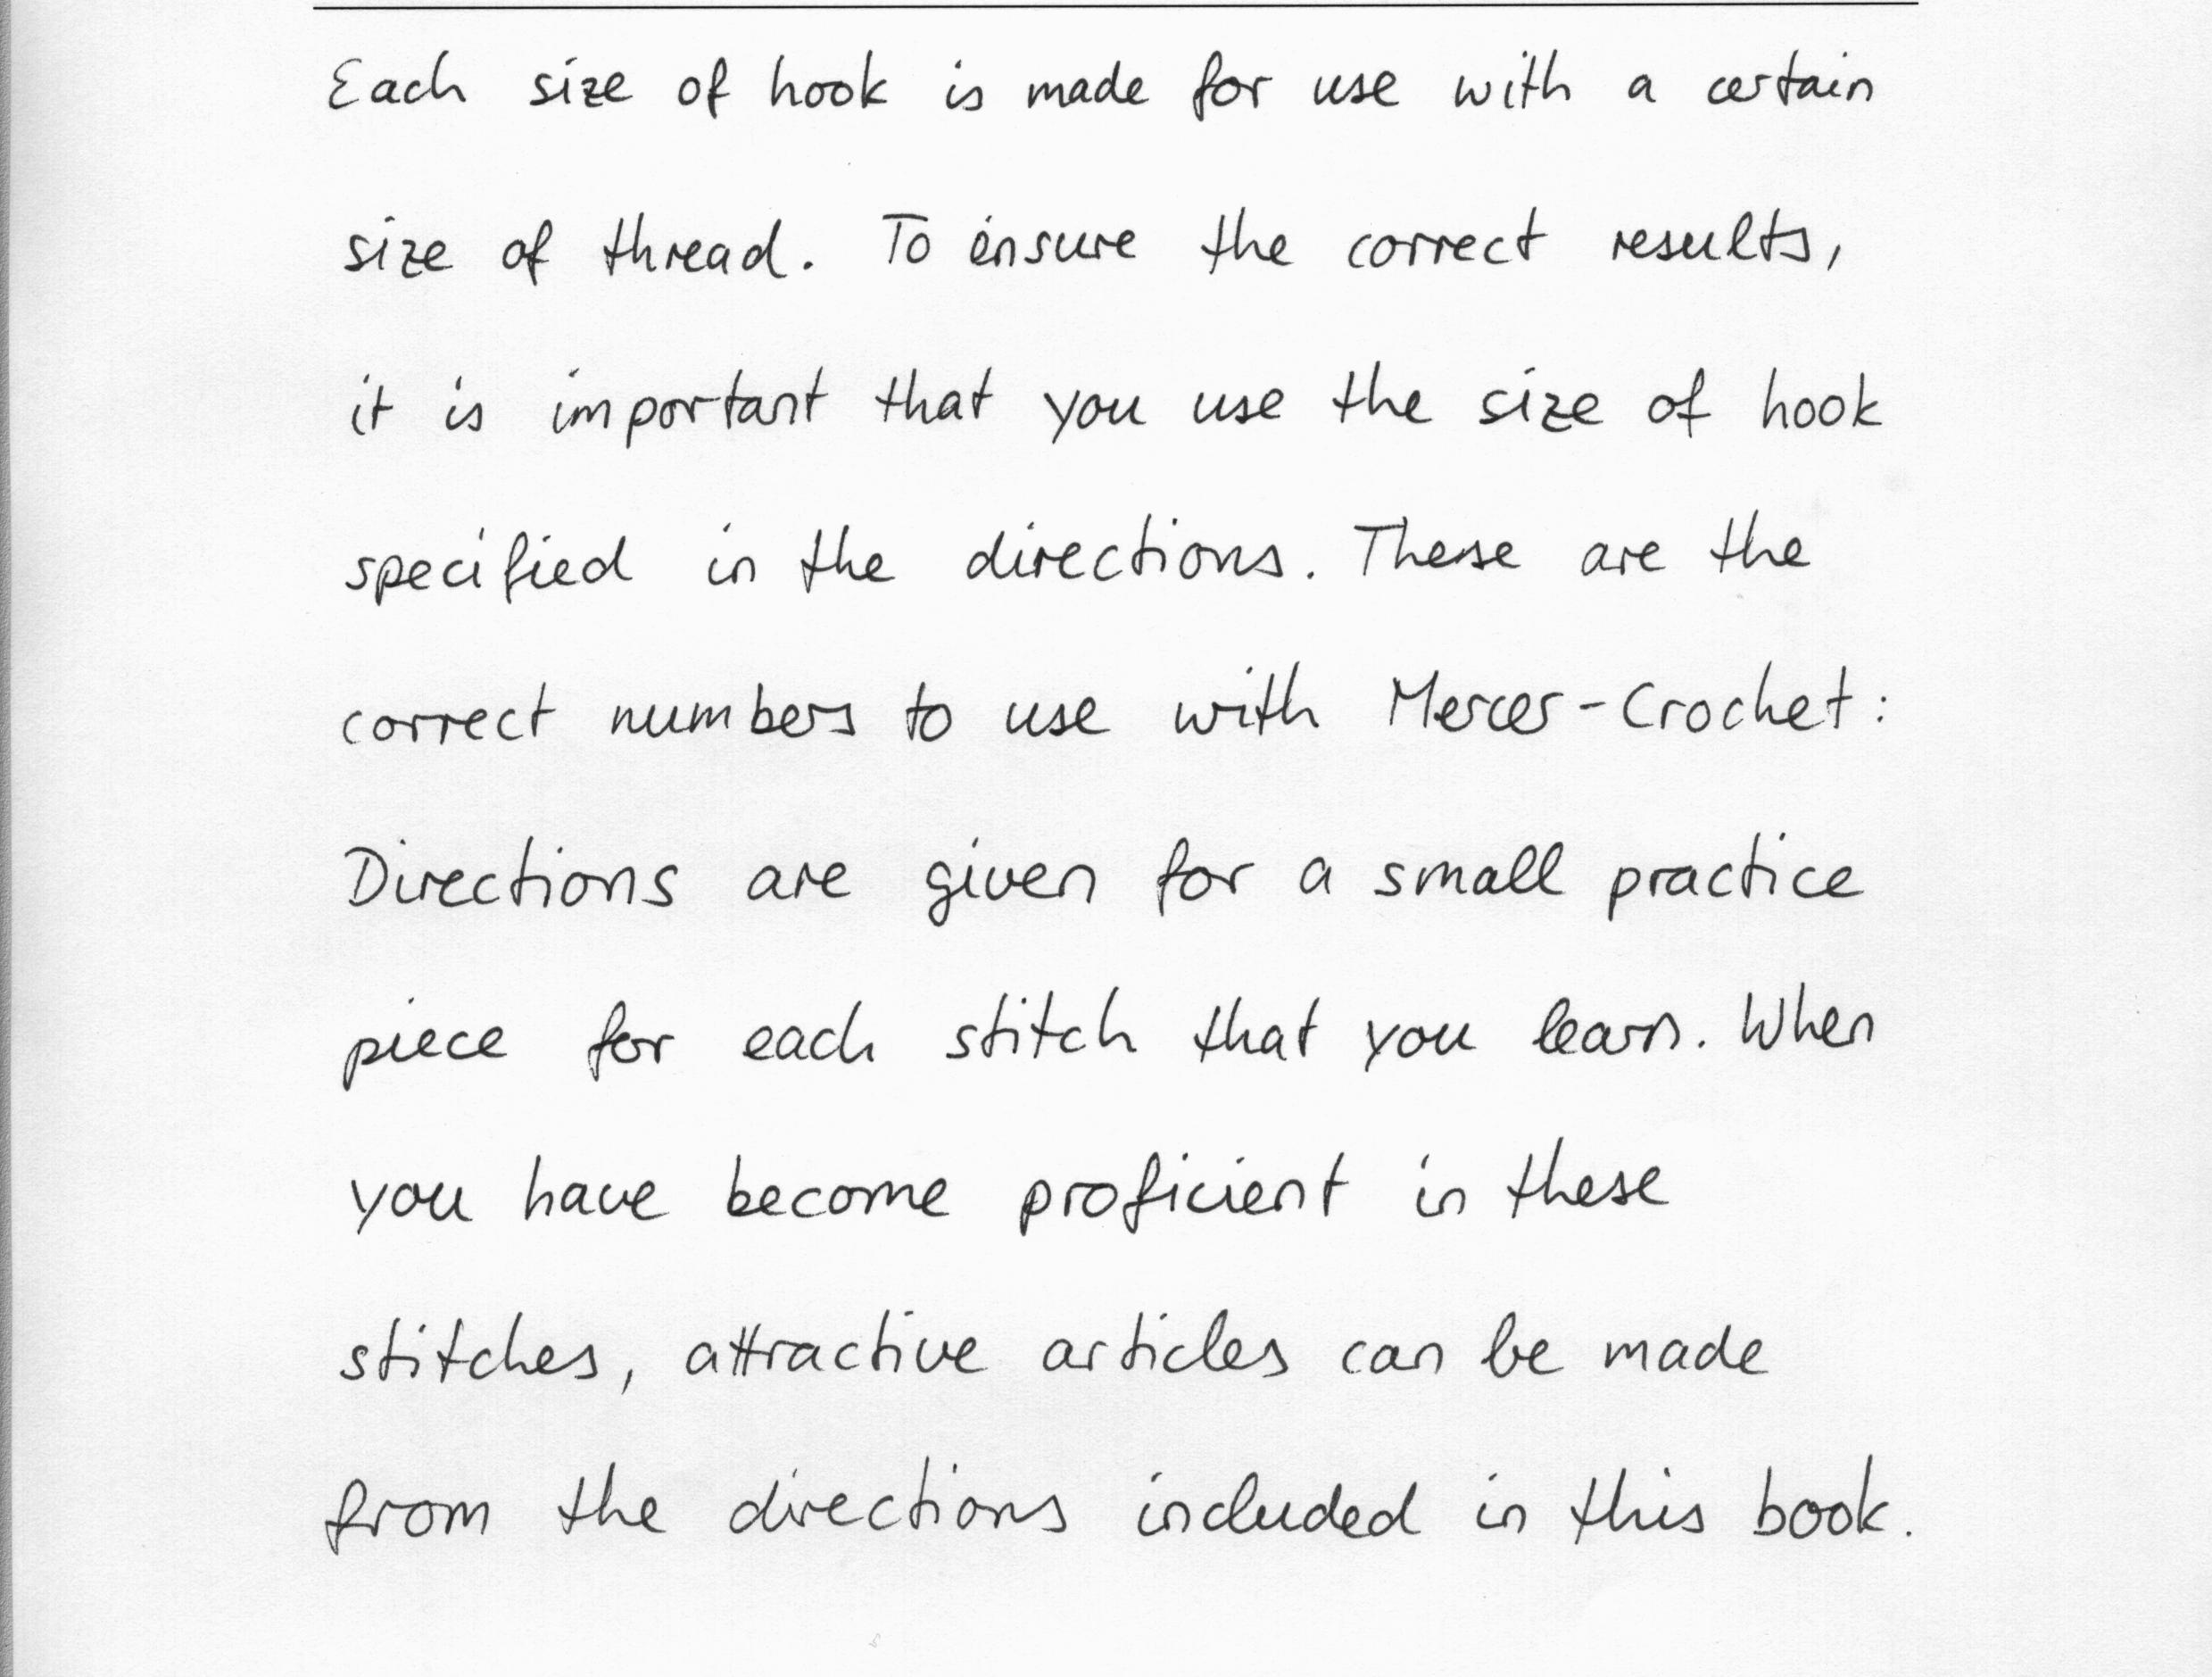 Each size of hook is made for use with a certain
size of thread. To ensure the correct results,
it is important that you use the size of hook
specified in the directions. These are the
correct numbers to use with Mercer-Crochet:
Directions are given for a small practice
piece for each stitch that you learn. When
you have become proficient in these
stitches, attractive articles can be made
from the directions included in this book.